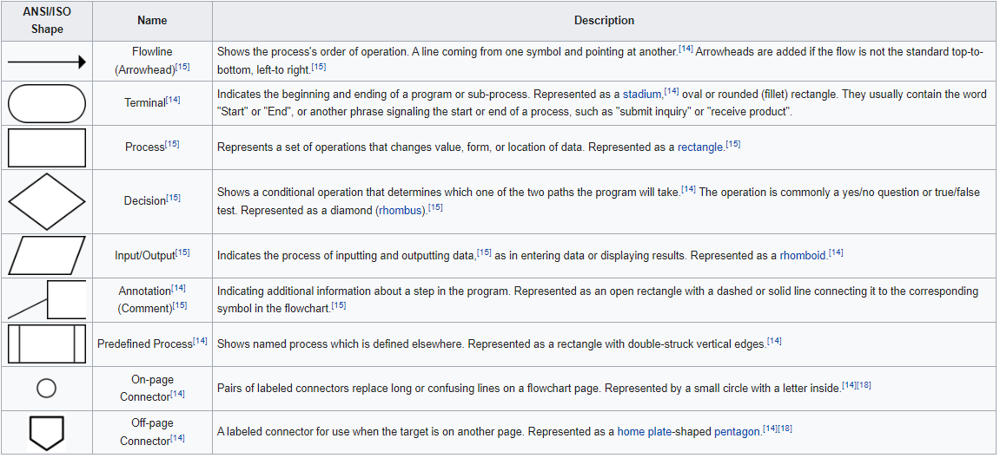 ANSI/ISO
Shape
Name
Description
Flowline
(Arrowhead)[15]
Shows the process's order of operation. A line coming from one symbol and pointing at another.[14] Arrowheads are added if the flow is not the standard top-to-
bottom, left-to right.[15]
Terminal[14]
Indicates the beginning and ending of a program or sub-process. Represented as a stadium,[14] oval or rounded (fillet) rectangle. They usually contain the word
"Start" or "End", or another phrase signaling the start or end of a process, such as "submit inquiry" or "receive product".
Process[15]
Represents a set of operations that changes value, form, or location of data. Represented as a rectangle.[15]
Decision[15]
Shows a conditional operation that determines which one of the two paths the program will take.[14] The operation is commonly a yes/no question or true/false
test. Represented as a diamond (rhombus).[15]
Input/Output[15]
Indicates the process of inputting and outputting data,[15] as in entering data or displaying results. Represented as a rhomboid.[14]
Annotation[14]
(Comment)[15]
Indicating additional information about a step in the program. Represented as an open rectangle with a dashed or solid line connecting it to the corresponding
symbol in the flowchart.[15]
Predefined Process[14]
Shows named process which is defined elsewhere. Represented as a rectangle with double-struck vertical edges.[14]
On-page
Connector[14]
Pairs of labeled connectors replace long or confusing lines on a flowchart page. Represented by a small circle with a letter inside.[14][18]
Off-page
Connector[14]
A labeled connector for use when the target is on another page. Represented as a home plate-shaped pentagon.[14][18]